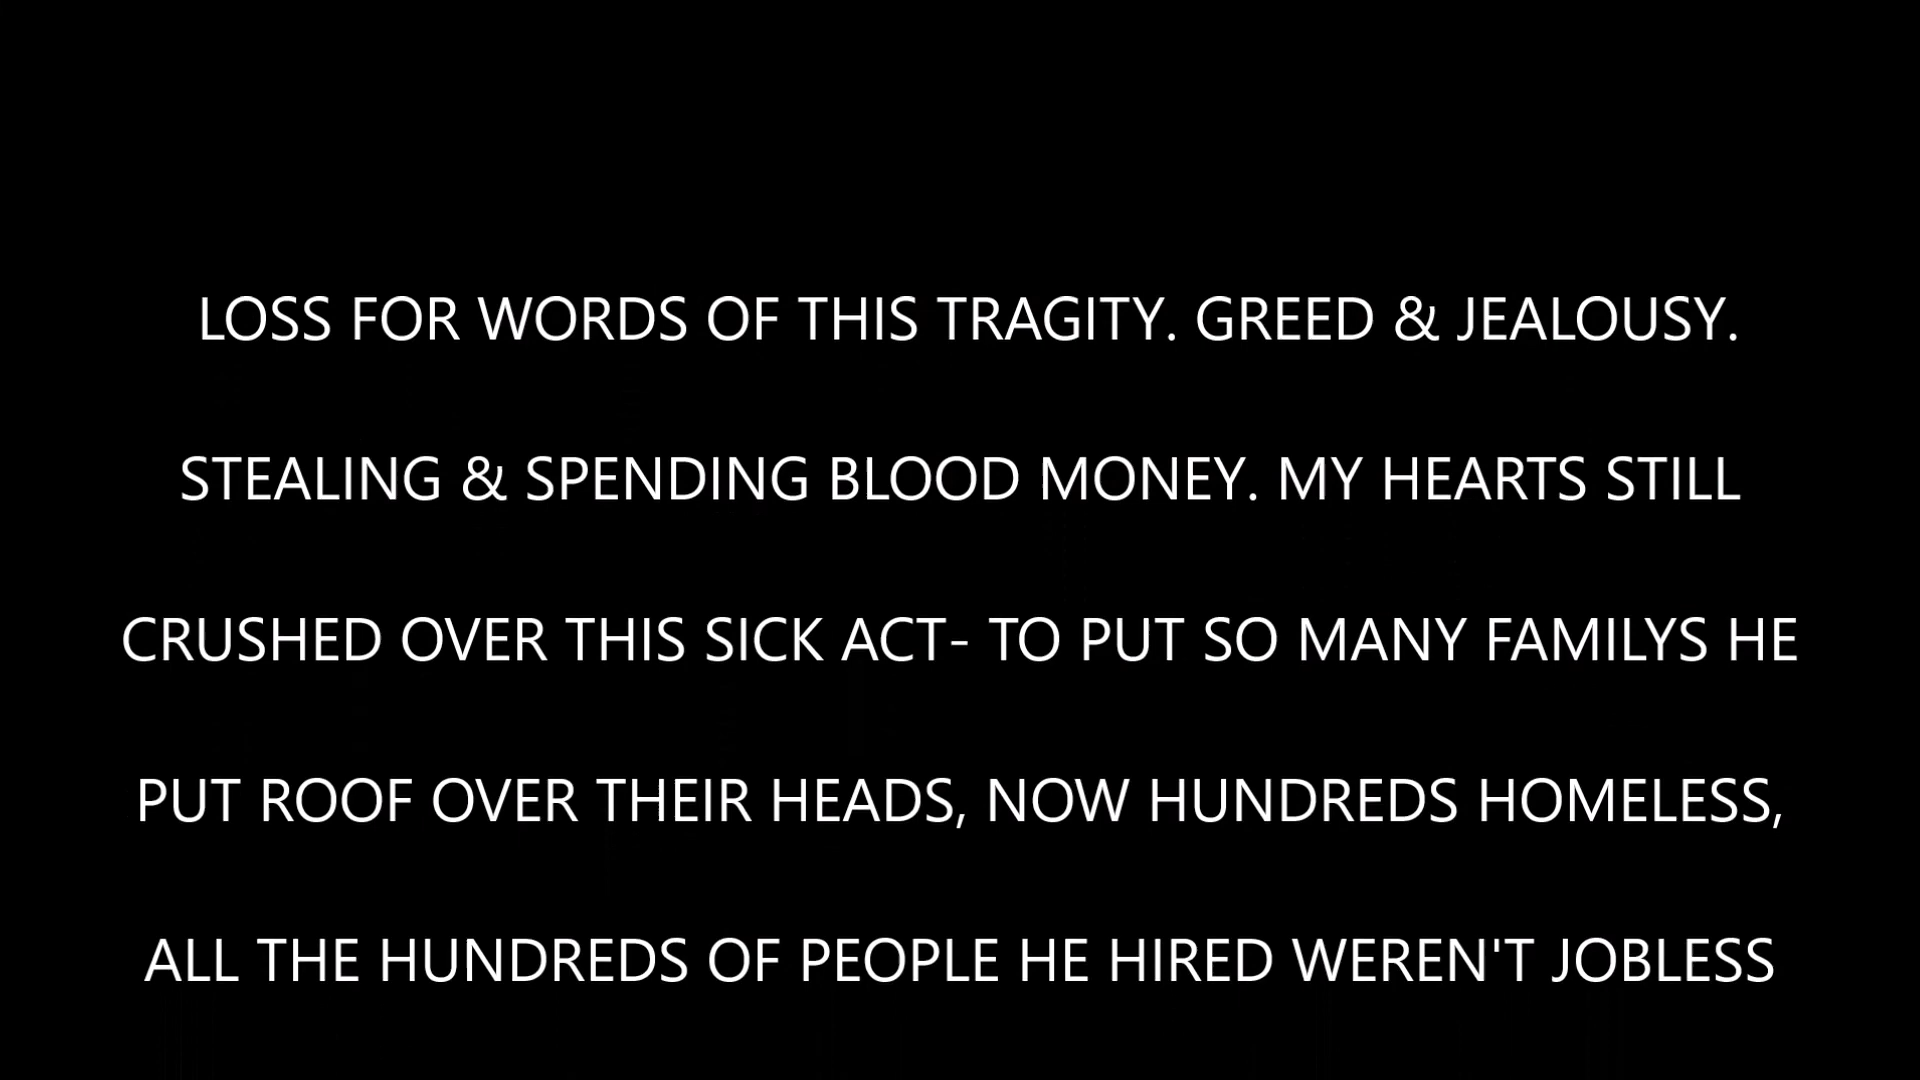 LOSS FOR WORDS OF THIS TRAGITY. GREED & JEALOUSY.
STEALING & SPENDING BLOOD MONEY. MY HEARTS STILL
CRUSHED OVER THIS SICK ACT- TO PUT SO MANY FAMILYS HE
PUT ROOF OVER THEIR HEADS, NOW HUNDREDS HOMELESS,
ALL THE HUNDREDS OF PEOPLE HE HIRED WEREN'T JOBLESS